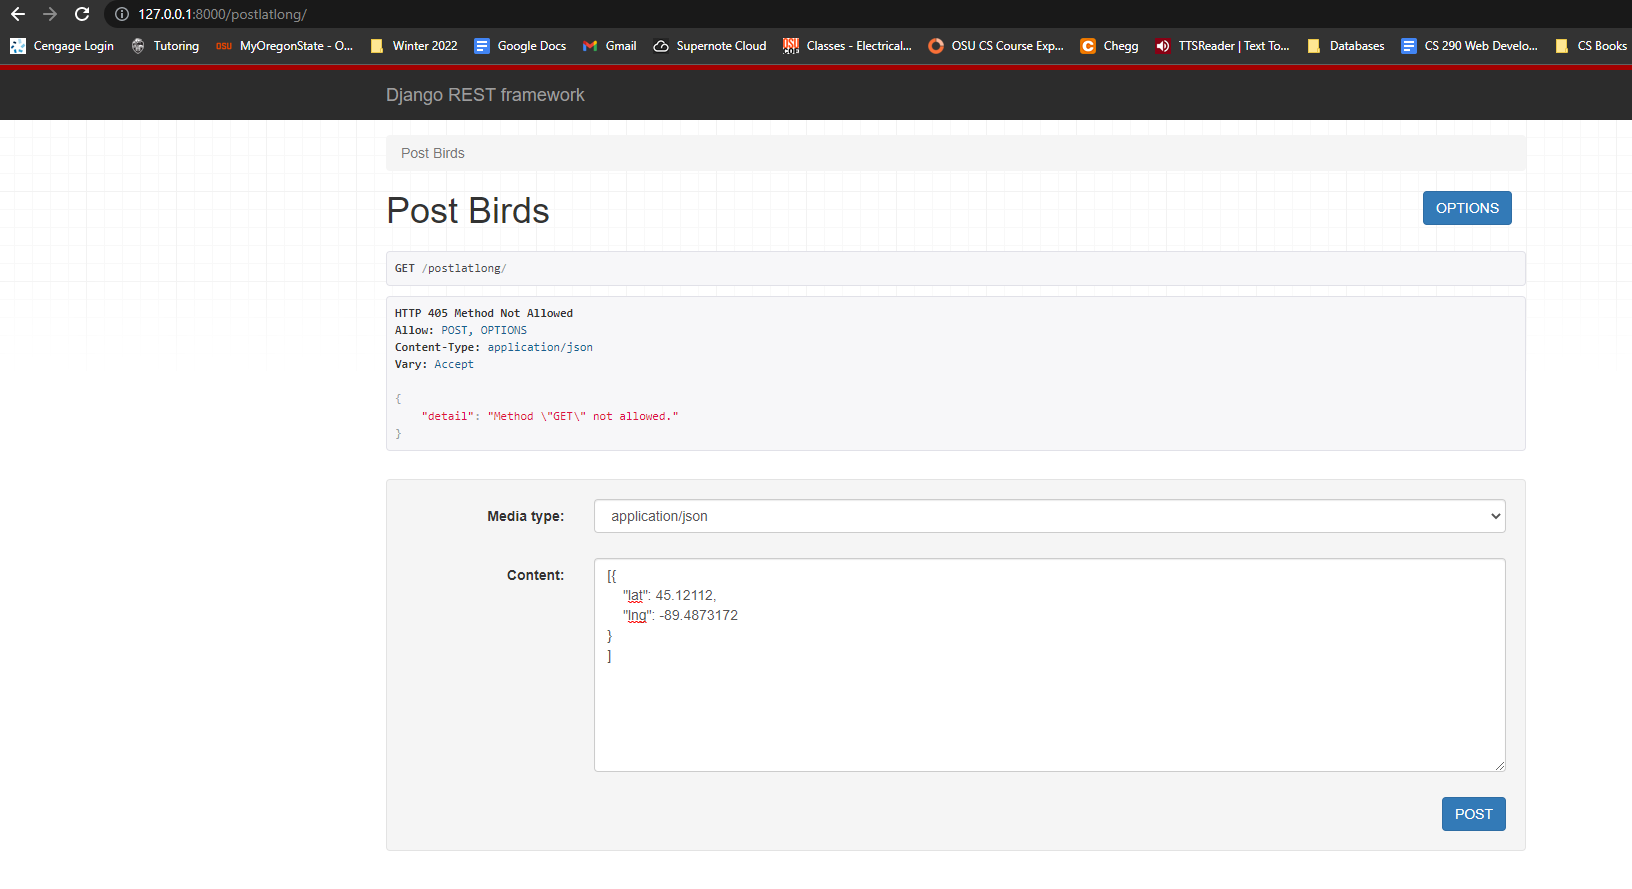 127.0.0.1:8000/postlatlong/
Cengage Login Tutoring OSU MyOregonState - O... Winter 2022 Google Docs Gmail Supernote Cloud Classes - Electrical... OSU CS Course Exp... Chegg TTSReader | Text To... Databases CS 290 Web Develo... CS Books
Django REST framework
Post Birds
Post Birds
OPTIONS
GET /postlatlong/
HTTP 405 Method Not Allowed
Allow: POST, OPTIONS
Content-Type: application/json
Vary: Accept
{
"detail": "Method \"GET\" not allowed."
}
Media type: application/json
Content:
[{
"lat": 45.12112,
"lng": -89.4873172
}
]
POST